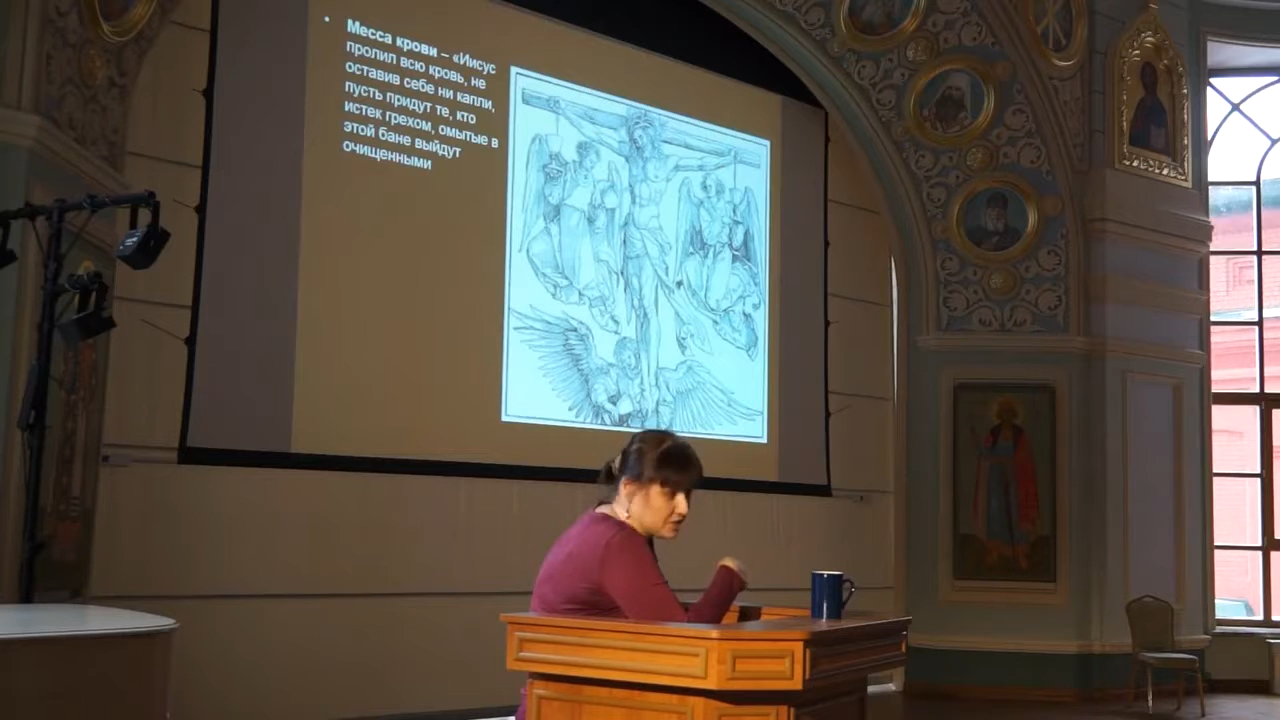 Месса крови – «Иисус
пролил всю кровь, не
оставив себе ни капли,
пусть придут те, кто
истек грехом, омытые в
этой бане выйдут
очищенными